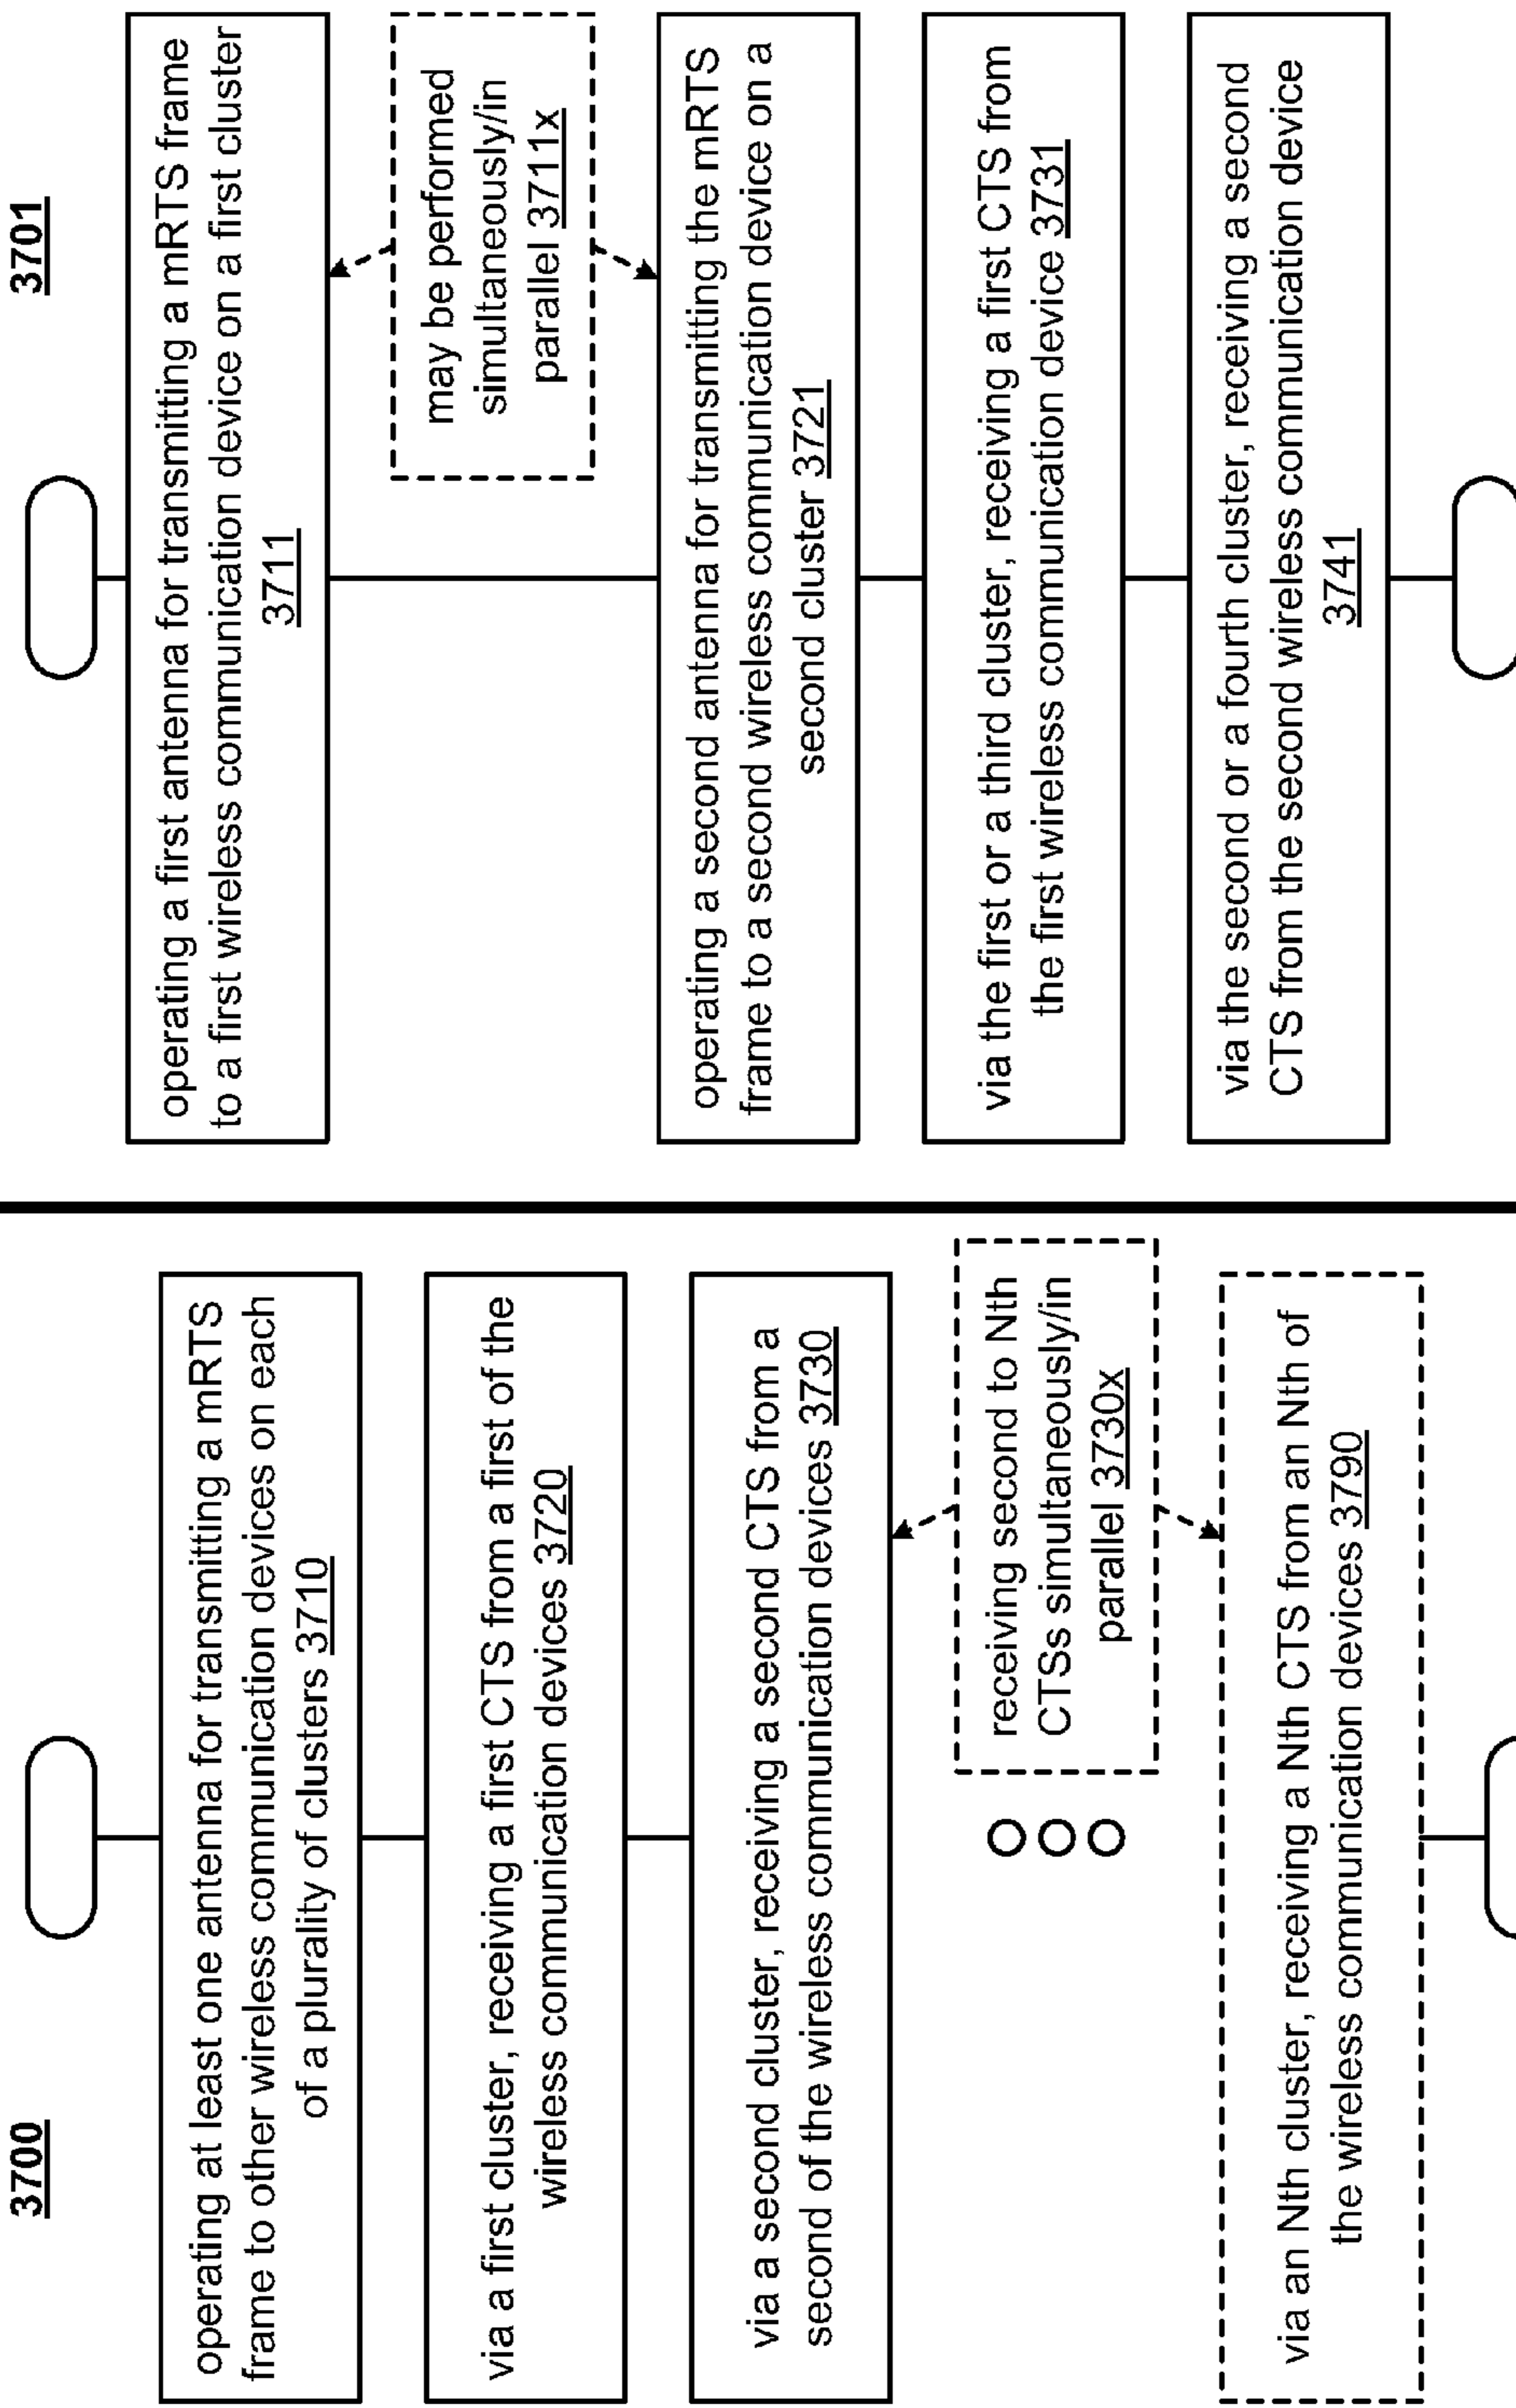 3700
operating at least one antenna for transmitting a mRTS
frame to other wireless communication devices on each
of a plurality of clusters 3710
via a first cluster, receiving a first CTS from a first of the
wireless communication devices 3720
via a second cluster, receiving a second CTS from a
second of the wireless communication devices 3730
receiving second to Nth
CTSs simultaneously/in
parallel 3730x
via an Nth cluster, receiving a Nth CTS from an Nth of
the wireless communication devices 3790
3701
operating a first antenna for transmitting a mRTS frame
to a first wireless communication device on a first cluster
3711
may be performed
simultaneously/in
parallel 3711x
operating a second antenna for transmitting the mRTS
frame to a second wireless communication device on a
second cluster 3721
via the first or a third cluster, receiving a first CTS from
the first wireless communication device 3731
via the second or a fourth cluster, receiving a second
CTS from the second wireless communication device
3741